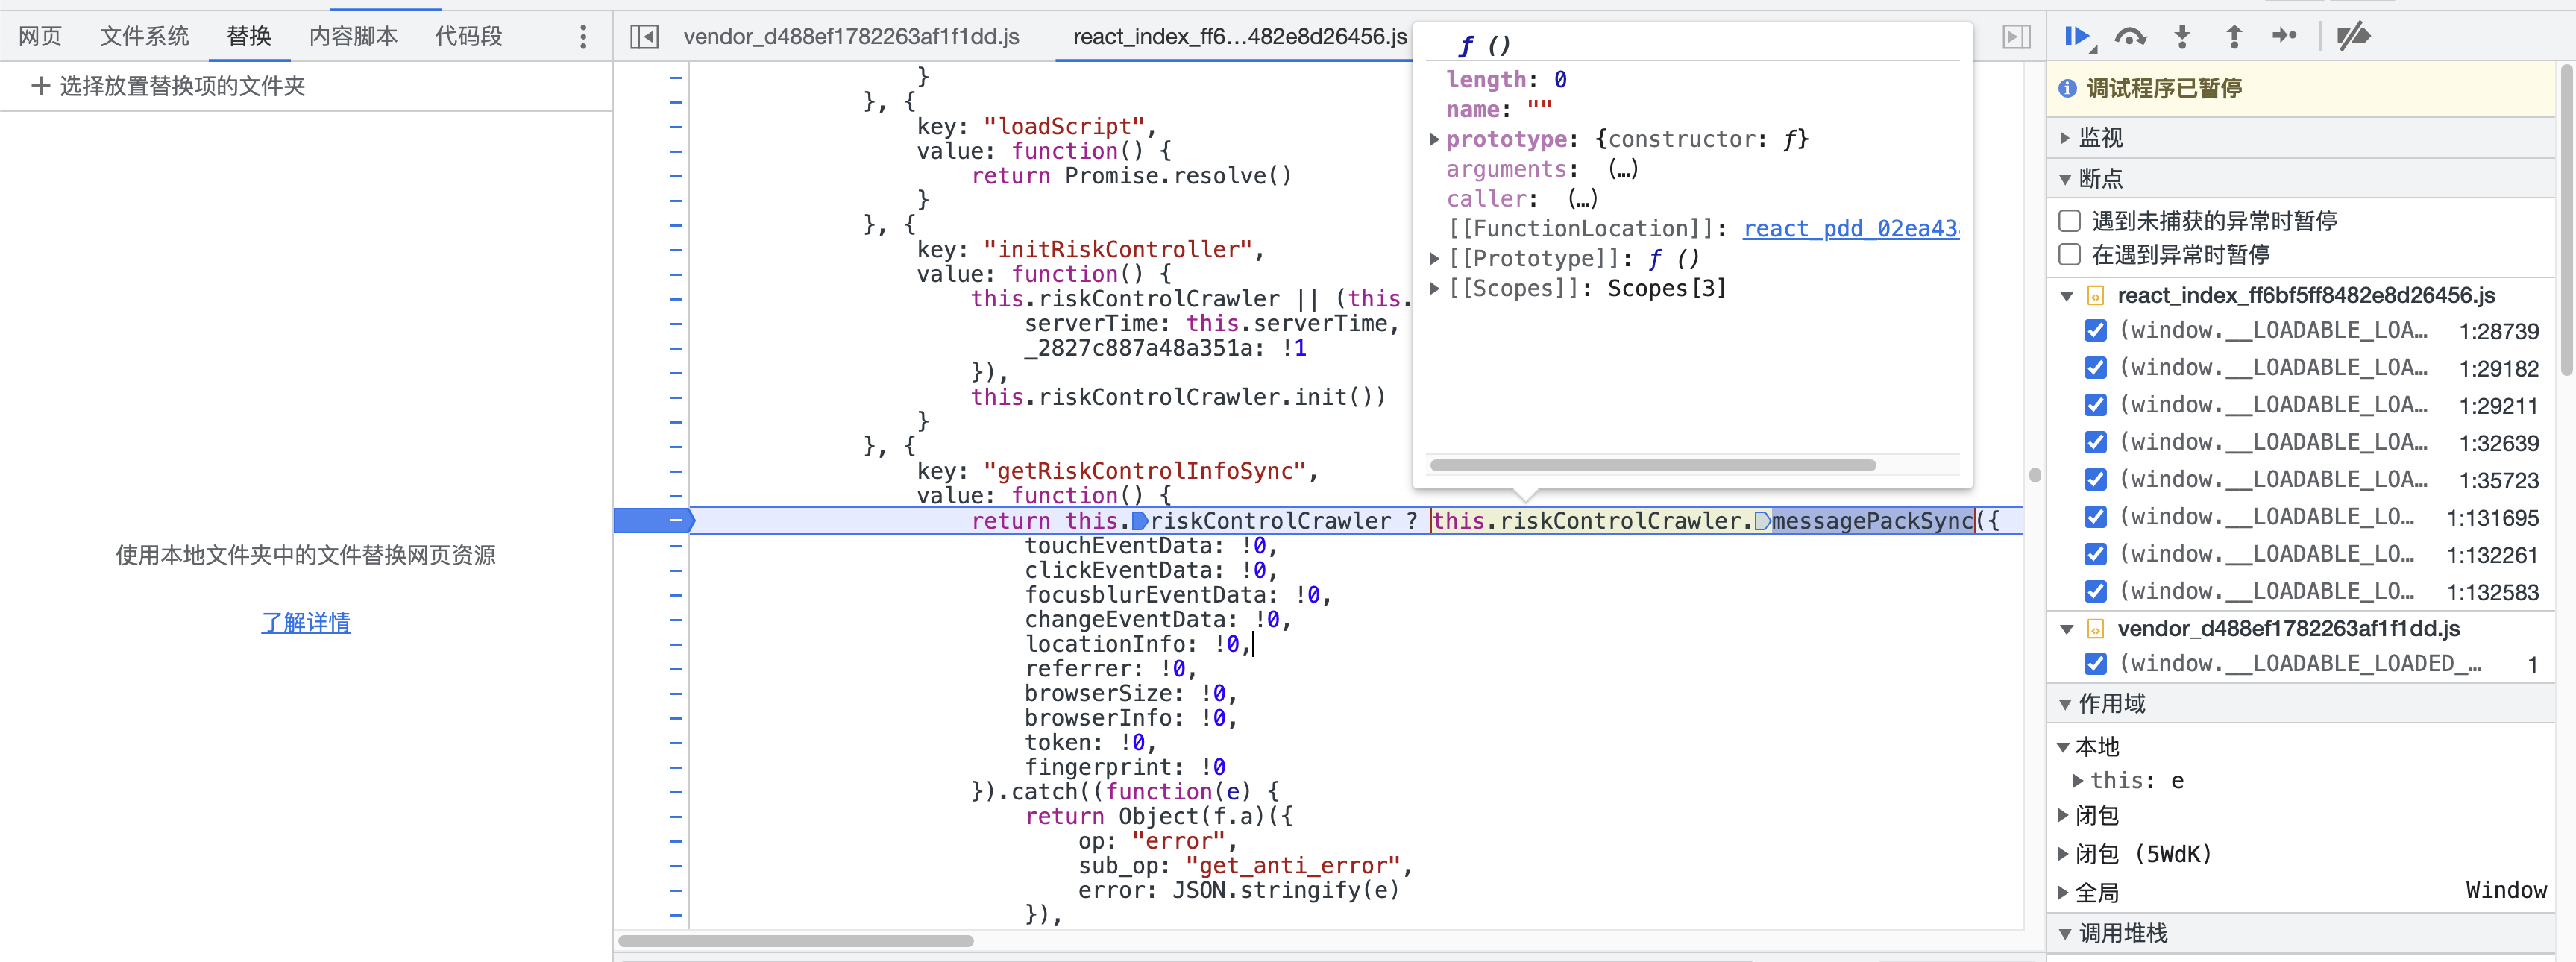 网页 文件系统 替换 内容脚本 代码段
选择放置替换项的文件夹
使用本地文件夹中的文件替换网页资源
了解详情
vendor_d488ef1782263af1f1dd.js react_index_ff6…482e8d26456.js
}
}, {
key: "loadScript",
value: function() {
return Promise.resolve()
}
}, {
key: "initRiskController",
value: function() {
this.riskControlCrawler || (this.
serverTime: this.serverTime,
_2827c887a48a351a: !1
}),
this.riskControlCrawler.init())
}
}, {
key: "getRiskControlInfoSync",
value: function() {
return this.riskControlCrawler ? this.riskControlCrawler.messagePackSync({
touchEventData: !0,
clickEventData: !0,
focusblurEventData: !0,
changeEventData: !0,
locationInfo: !0,
referrer: !0,
browserSize: !0,
browserInfo: !0,
token: !0,
fingerprint: !0
}).catch((function(e) {
return Object(f.a)({
op: "error",
sub_op: "get_anti_error",
error: JSON.stringify(e)
}),
ƒ ()
length: 0
name: ""
prototype: {constructor: ƒ}
arguments: (…)
caller: (…)
[[FunctionLocation]]: react_pdd_02ea43
[[Prototype]]: ƒ ()
[[Scopes]]: Scopes[3]
调试程序已暂停
监视
断点
遇到未捕获的异常时暂停
在遇到异常时暂停
react_index_ff6bf5ff8482e8d26456.js
(window.__LOADABLE_LOA… 1:28739
(window.__LOADABLE_LOA… 1:29182
(window.__LOADABLE_LOA… 1:29211
(window.__LOADABLE_LOA… 1:32639
(window.__LOADABLE_LOA… 1:35723
(window.__LOADABLE_LO… 1:131695
(window.__LOADABLE_LO… 1:132261
(window.__LOADABLE_LO… 1:132583
vendor_d488ef1782263af1f1dd.js
(window.__LOADABLE_LOADED_… 1
作用域
本地
this: e
闭包
闭包 (5WdK)
全局 Window
调用堆栈